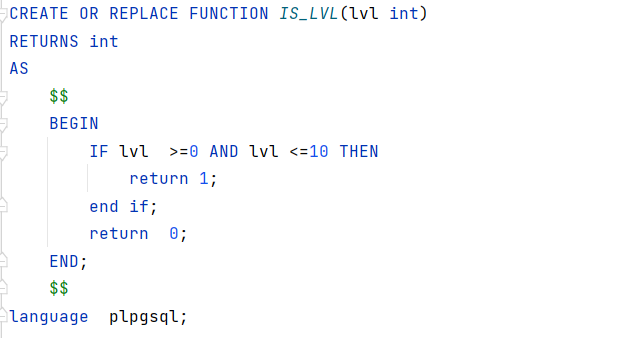 CREATE OR REPLACE FUNCTION IS_LVL(lvl int)
RETURNS int
AS
    $$
    BEGIN
        IF lvl  >=0 AND lvl <=10 THEN
            return 1;
        end if;
        return  0;
    END;
    $$
language  plpgsql;